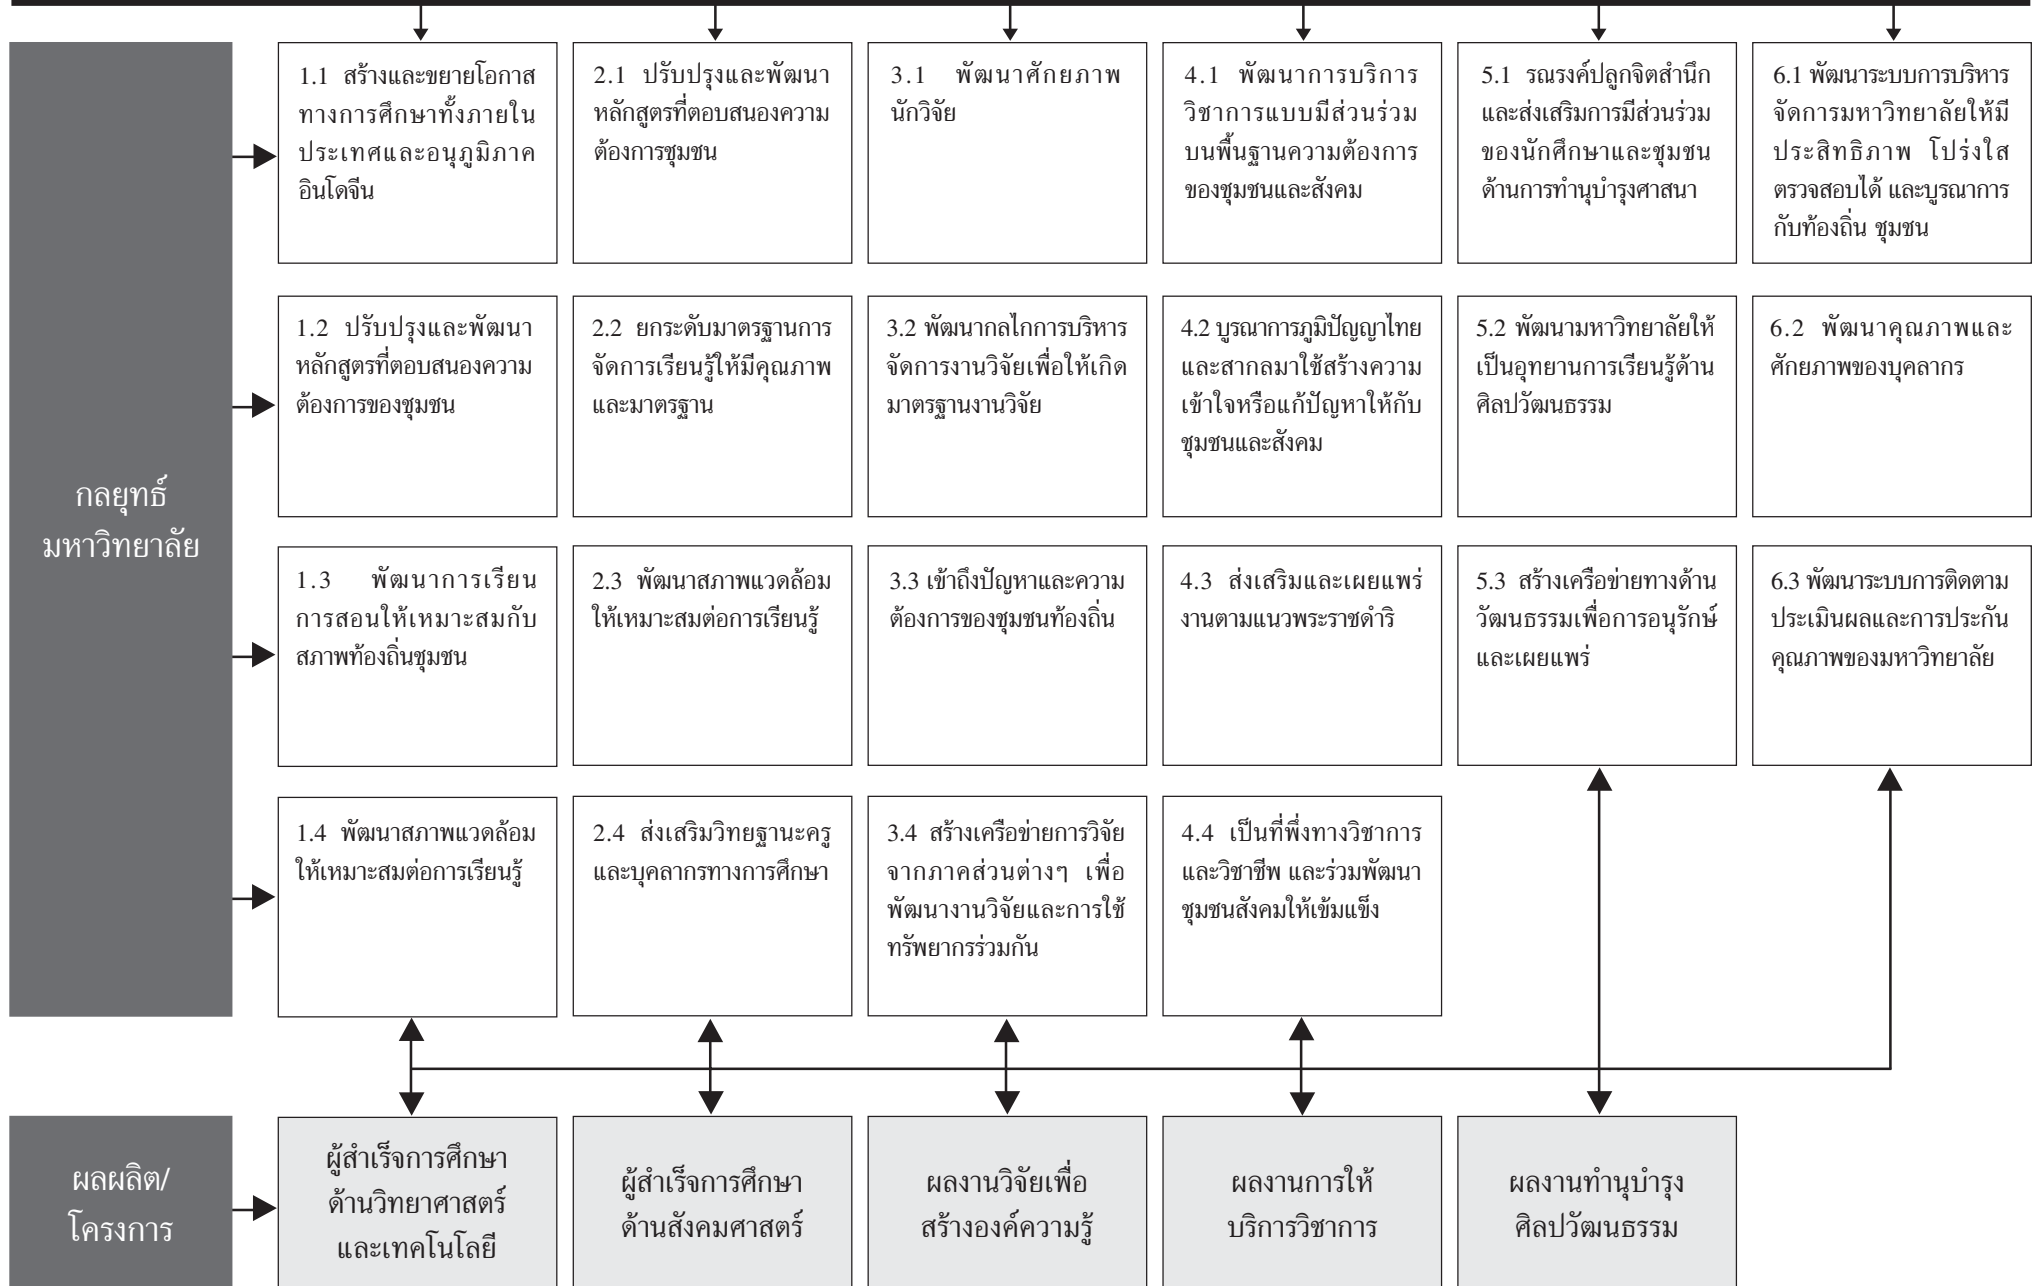 กลยุทธ์
มหาวิทยาลัย
1.1 สร้างและขยายโอกาส
ทางการศึกษาทั้งภายใน
ประเทศและอนุภูมิภาค
อินโดจีน
2.1 ปรับปรุงและพัฒนา
หลักสูตรที่ตอบสนองความ
ต้องการชุมชน
3.1 พัฒนาศักยภาพ
นักวิจัย
4.1 พัฒนาการบริการ
วิชาการแบบมีส่วนร่วม
บนพื้นฐานความต้องการ
ของชุมชนและสังคม
5.1 รณรงค์ปลูกจิตสำนึก
และส่งเสริมการมีส่วนร่วม
ของนักศึกษาและชุมชน
ด้านการทำนุบำรุงศาสนา
6.1 พัฒนาระบบการบริหาร
จัดการมหาวิทยาลัยให้มี
ประสิทธิภาพ โปร่งใส
ตรวจสอบได้ และบูรณาการ
กับท้องถิ่น ชุมชน
1.2 ปรับปรุงและพัฒนา
หลักสูตรที่ตอบสนองความ
ต้องการของชุมชน
2.2 ยกระดับมาตรฐานการ
จัดการเรียนรู้ให้มีคุณภาพ
และมาตรฐาน
3.2 พัฒนากลไกการบริหาร
จัดการงานวิจัยเพื่อให้เกิด
มาตรฐานงานวิจัย
4.2 บูรณาการภูมิปัญญาไทย
และสากลมาใช้สร้างความ
เข้าใจหรือแก้ปัญหาให้กับ
ชุมชนและสังคม
5.2 พัฒนามหาวิทยาลัยให้
เป็นอุทยานการเรียนรู้ด้าน
ศิลปวัฒนธรรม
6.2 พัฒนาคุณภาพและ
ศักยภาพของบุคลากร
1.3 พัฒนาการเรียน
การสอนให้เหมาะสมกับ
สภาพท้องถิ่นชุมชน
2.3 พัฒนาสภาพแวดล้อม
ให้เหมาะสมต่อการเรียนรู้
3.3 เข้าถึงปัญหาและความ
ต้องการของชุมชนท้องถิ่น
4.3 ส่งเสริมและเผยแพร่
งานตามแนวพระราชดำริ
5.3 สร้างเครือข่ายทางด้าน
วัฒนธรรมเพื่อการอนุรักษ์
และเผยแพร่
6.3 พัฒนาระบบการติดตาม
ประเมินผลและการประกัน
คุณภาพของมหาวิทยาลัย
1.4 พัฒนาสภาพแวดล้อม
ให้เหมาะสมต่อการเรียนรู้
2.4 ส่งเสริมวิทยฐานะครู
และบุคลากรทางการศึกษา
3.4 สร้างเครือข่ายการวิจัย
จากภาคส่วนต่างๆ เพื่อ
พัฒนางานวิจัยและการใช้
ทรัพยากรร่วมกัน
4.4 เป็นที่พึ่งทางวิชาการ
และวิชาชีพ และร่วมพัฒนา
ชุมชนสังคมให้เข้มแข็ง
ผลผลิต/
โครงการ
ผู้สำเร็จการศึกษา
ด้านวิทยาศาสตร์
และเทคโนโลยี
ผู้สำเร็จการศึกษา
ด้านสังคมศาสตร์
ผลงานวิจัยเพื่อ
สร้างองค์ความรู้
ผลงานการให้
บริการวิชาการ
ผลงานทำนุบำรุง
ศิลปวัฒนธรรม